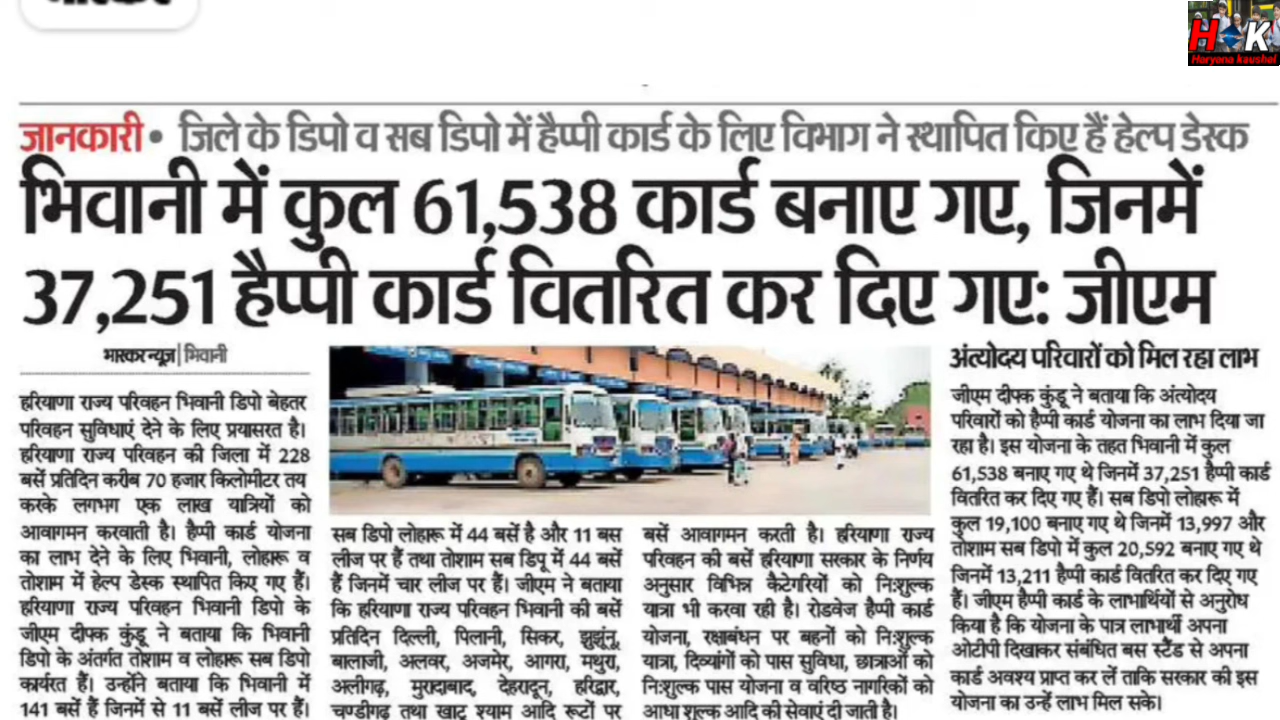 भास्कर
H K
Haryana kaushal
जानकारी • जिले के डिपो व सब डिपो में हैप्पी कार्ड के लिए विभाग ने स्थापित किए हैं हेल्प डेस्क
भिवानी में कुल 61,538 कार्ड बनाए गए, जिनमें
37,251 हैप्पी कार्ड वितरित कर दिए गए: जीएम
भास्कर न्यूज़ | भिवानी
हरियाणा राज्य परिवहन भिवानी डिपो बेहतर
परिवहन सुविधाएं देने के लिए प्रयासरत है।
हरियाणा राज्य परिवहन की जिला में 228
बसें प्रतिदिन करीब 70 हजार किलोमीटर तय
करके लगभग एक लाख यात्रियों को
आवागमन करवाती है। हैप्पी कार्ड योजना
का लाभ देने के लिए भिवानी, लोहारू व
तोशाम में हेल्प डेस्क स्थापित किए गए हैं।
हरियाणा राज्य परिवहन भिवानी डिपो के
जीएम दीपक कुंडू ने बताया कि भिवानी
डिपो के अंतर्गत तोशाम व लोहारू सब डिपो
कार्यरत हैं। उन्होंने बताया कि भिवानी में
141 बसें हैं जिनमें से 11 बसें लीज पर हैं।
सब डिपो लोहारू में 44 बसें है और 11 बस
लीज पर हैं तथा तोशाम सब डिपू में 44 बसें
हैं जिनमें चार लीज पर हैं। जीएम ने बताया
कि हरियाणा राज्य परिवहन भिवानी की बसें
प्रतिदिन दिल्ली, पिलानी, सिकर, झुझूंनू,
बालाजी, अलवर, अजमेर, आगरा, मथुरा,
अलीगढ़, मुरादाबाद, देहरादून, हरिद्वार,
चण्डीगढ़ तथा खाटू श्याम आदि रूटों पर
बसें आवागमन करती है। हरियाणा राज्य
परिवहन की बसें हरियाणा सरकार के निर्णय
अनुसार विभिन्न कैटेगरियों को नि:शुल्क
यात्रा भी करवा रही है। रोडवेज हैप्पी कार्ड
योजना, रक्षाबंधन पर बहनों को नि:शुल्क
यात्रा, दिव्यांगों को पास सुविधा, छात्राओं को
नि:शुल्क पास योजना व वरिष्ठ नागरिकों को
आधा शुल्क आदि की सेवाएं दी जाती है।
अंत्योदय परिवारों को मिल रहा लाभ
जीएम दीपक कुंडू ने बताया कि अंत्योदय
परिवारों को हैप्पी कार्ड योजना का लाभ दिया जा
रहा है। इस योजना के तहत भिवानी में कुल
61,538 बनाए गए थे जिनमें 37,251 हैप्पी कार्ड
वितरित कर दिए गए हैं। सब डिपो लोहारू में
कुल 19,100 बनाए गए थे जिनमें 13,997 और
तोशाम सब डिपो में कुल 20,592 बनाए गए थे
जिनमें 13,211 हैप्पी कार्ड वितरित कर दिए गए
हैं। जीएम हैप्पी कार्ड के लाभार्थियों से अनुरोध
किया है कि योजना के पात्र लाभार्थी अपना
ओटीपी दिखाकर संबंधित बस स्टैंड से अपना
कार्ड अवश्य प्राप्त कर लें ताकि सरकार की इस
योजना का उन्हें लाभ मिल सके।